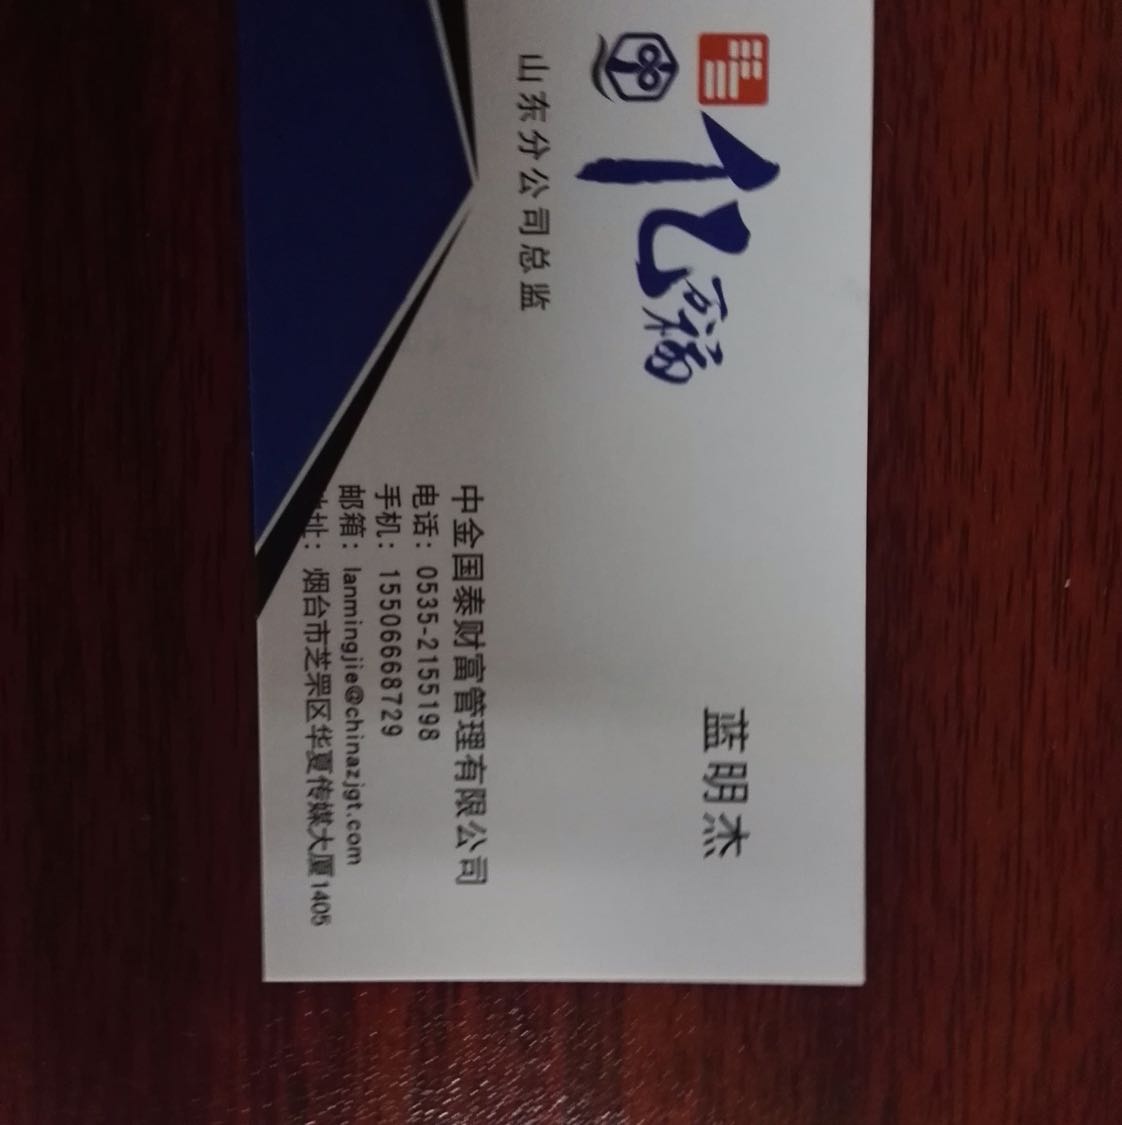 亿
山东分公司总监
蓝明杰
中金国泰财富管理有限公司
电话：0535-2155198
手机：15506668729
邮箱：lanmingjie@chinazjgt.com
地址：烟台市芝罘区华夏传媒大厦1405